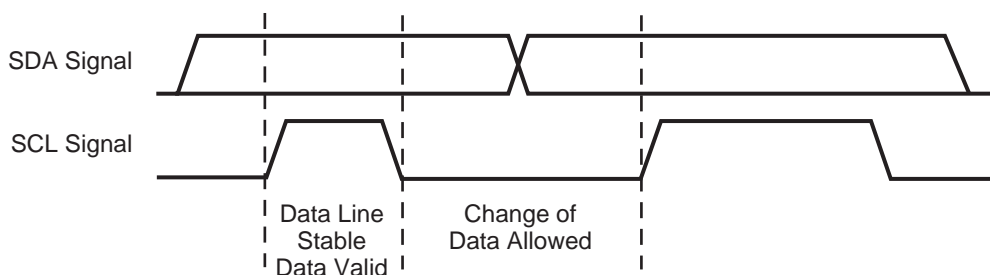 SDA Signal
SCL Signal
Data Line
Stable
Data Valid
Change of
Data Allowed